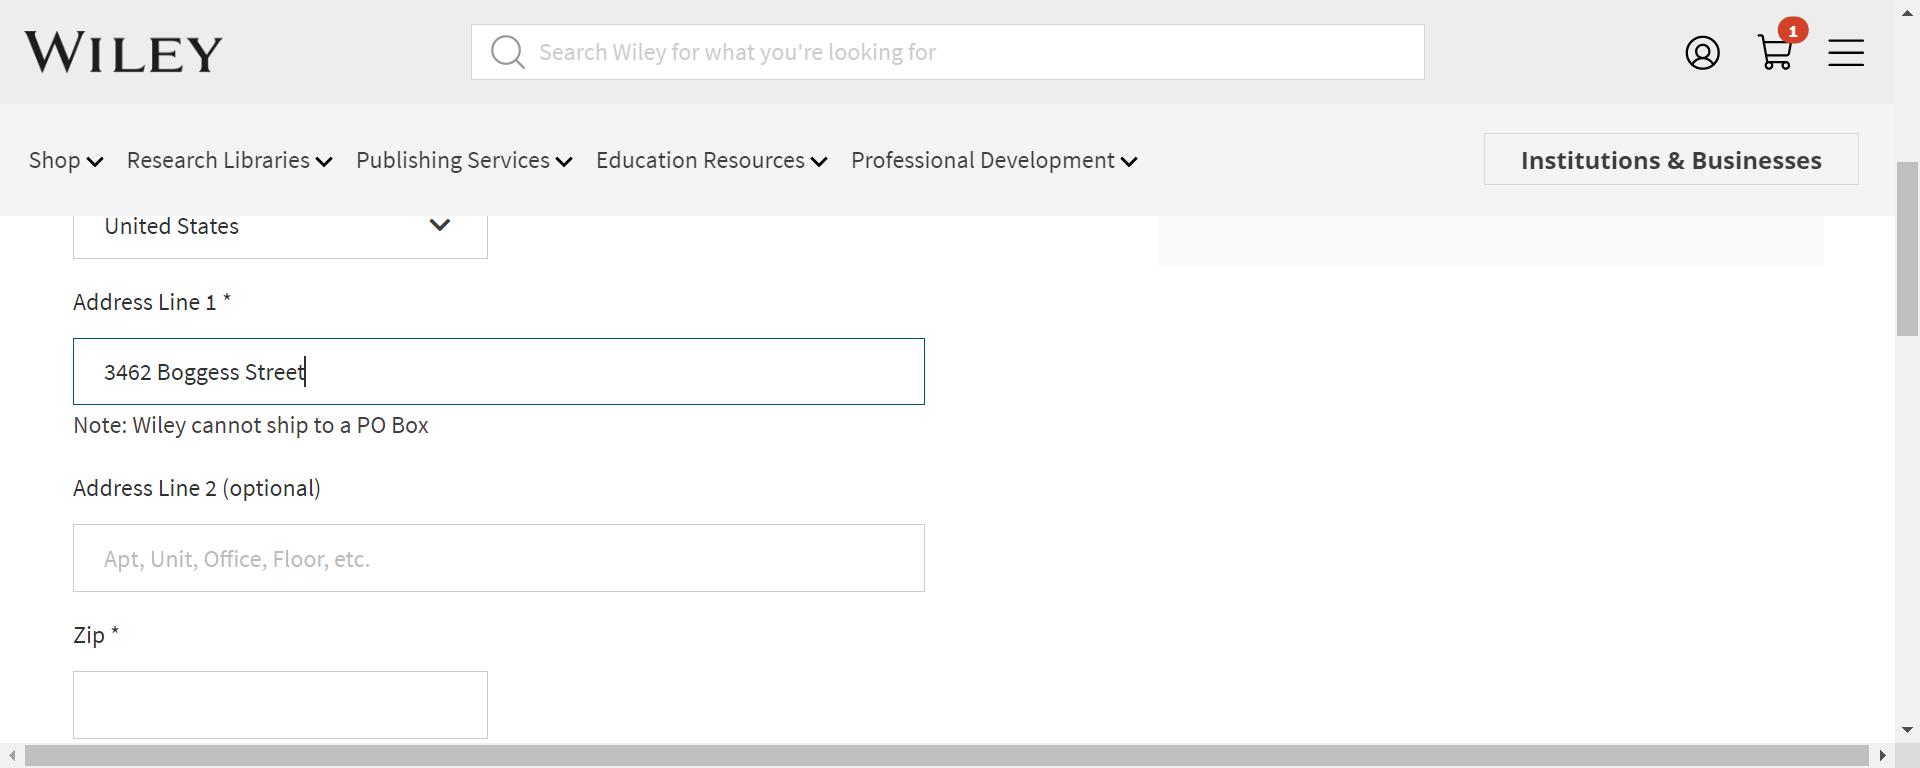 WILEY
Search Wiley for what you're looking for
1
Shop
Research Libraries
Publishing Services
Education Resources
Professional Development
Institutions & Businesses
United States
Address Line 1 *
3462 Boggess Street
Note: Wiley cannot ship to a PO Box
Address Line 2 (optional)
Apt, Unit, Office, Floor, etc.
Zip *